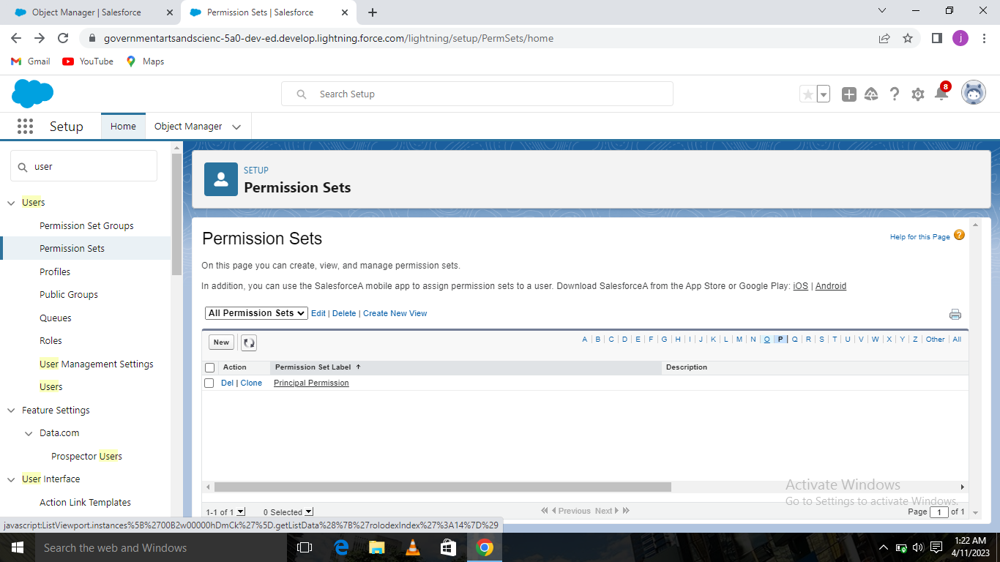 Object Manager | Salesforce
Permission Sets | Salesforce
governmentartsandscienc-5a0-dev-ed.develop.lightning.force.com/lightning/setup/PermSets/home
j
Gmail
YouTube
Maps
Search Setup
8
Setup
Home
Object Manager
user
Users
Permission Set Groups
Permission Sets
Profiles
Public Groups
Queues
Roles
User Management Settings
Users
Feature Settings
Data.com
Prospector Users
User Interface
Action Link Templates
SETUP
Permission Sets
Permission Sets
Help for this Page ?
On this page you can create, view, and manage permission sets.
In addition, you can use the SalesforceA mobile app to assign permission sets to a user. Download SalesforceA from the App Store or Google Play: iOS | Android
All Permission Sets Edit | Delete | Create New View
New
A | B | C | D | E | F | G | H | I | J | K | L | M | N | O | P | Q | R | S | T | U | V | W | X | Y | Z | Other | All
Action Permission Set Label Description
Del | Clone Principal Permission
Activate Windows
Go to Settings to activate Windows.
1-1 of 1 0 Selected Previous Next Page 1 of 1
javascript:ListViewport.instances%5B%2700B2w00000hDmCk%27%5D.getListData%28%7B%27rolodexIndex%27%3A14%7D%29
Search the web and Windows
1:22 AM
4/11/2023